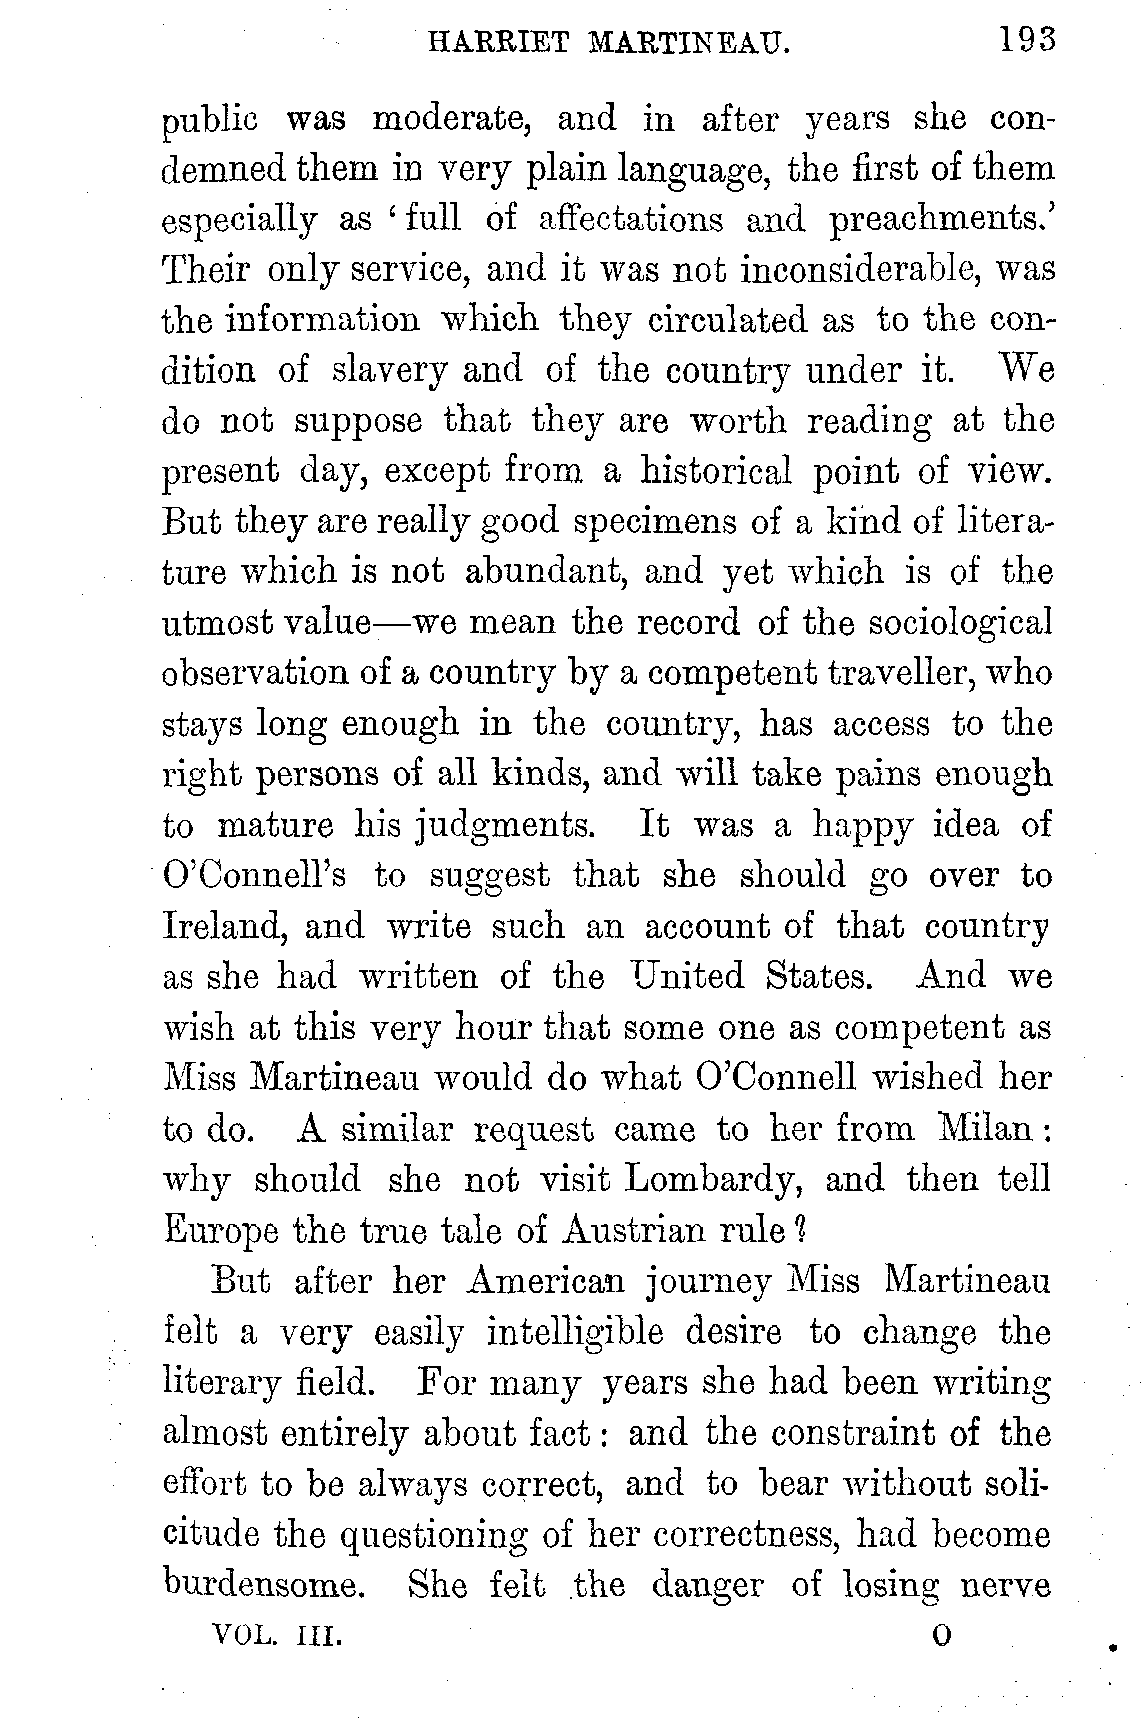 HARRIET MARTINEAU. 193
public was moderate, and in after years she con-
demned them in very plain language, the first of them
especially as ‘ full of affectations and preachments.’
Their only service, and it was not inconsiderable, was
the information which they circulated as to the con-
dition of slavery and of the country under it. We
do not suppose that they are worth reading at the
present day, except from a historical point of view.
But they are really good specimens of a kind of litera-
ture which is not abundant, and yet which is of the
utmost value—we mean the record of the sociological
observation of a country by a competent traveller, who
stays long enough in the country, has access to the
right persons of all kinds, and will take pains enough
to mature his judgments. It was a happy idea of
O’Connell’s to suggest that she should go over to
Ireland, and write such an account of that country
as she had written of the United States. And we
wish at this very hour that some one as competent as
Miss Martineau would do what O’Connell wished her
to do. A similar request came to her from Milan :
why should she not visit Lombardy, and then tell
Europe the true tale of Austrian rule ?
But after her American journey Miss Martineau
felt a very easily intelligible desire to change the
literary field. For many years she had been writing
almost entirely about fact : and the constraint of the
effort to be always correct, and to bear without soli-
citude the questioning of her correctness, had become
burdensome. She felt the danger of losing nerve
VOL. III. O